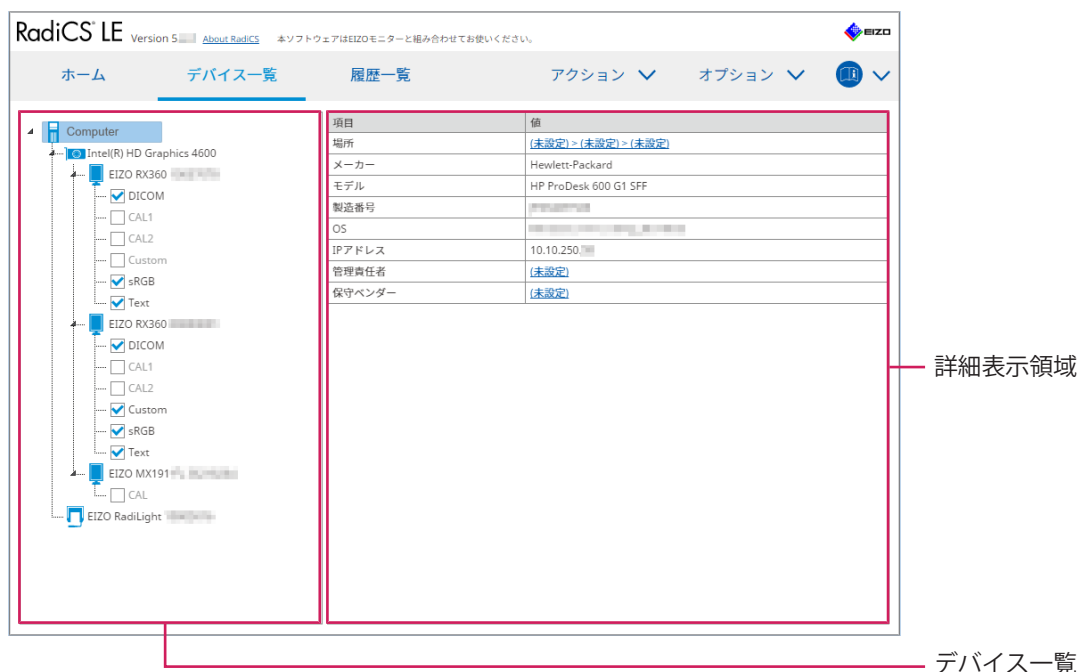 RadiCS® LE Version 5. About RadiCS 本ソフトウェアはEIZOモニターと組み合わせてお使いください。 EIZO
ホーム デバイス一覧 履歴一覧 アクション オプション
Computer
Intel(R) HD Graphics 4600
EIZO RX360
DICOM
CAL1
CAL2
Custom
sRGB
Text
EIZO RX360
DICOM
CAL1
CAL2
Custom
sRGB
Text
EIZO MX191
CAL
EIZO RadiLight
項目 値
場所 (未設定) > (未設定) > (未設定)
メーカー Hewlett-Packard
モデル HP ProDesk 600 G1 SFF
製造番号
OS
IPアドレス 10.10.250.
管理責任者 (未設定)
保守ベンダー (未設定)
詳細表示領域
デバイス一覧